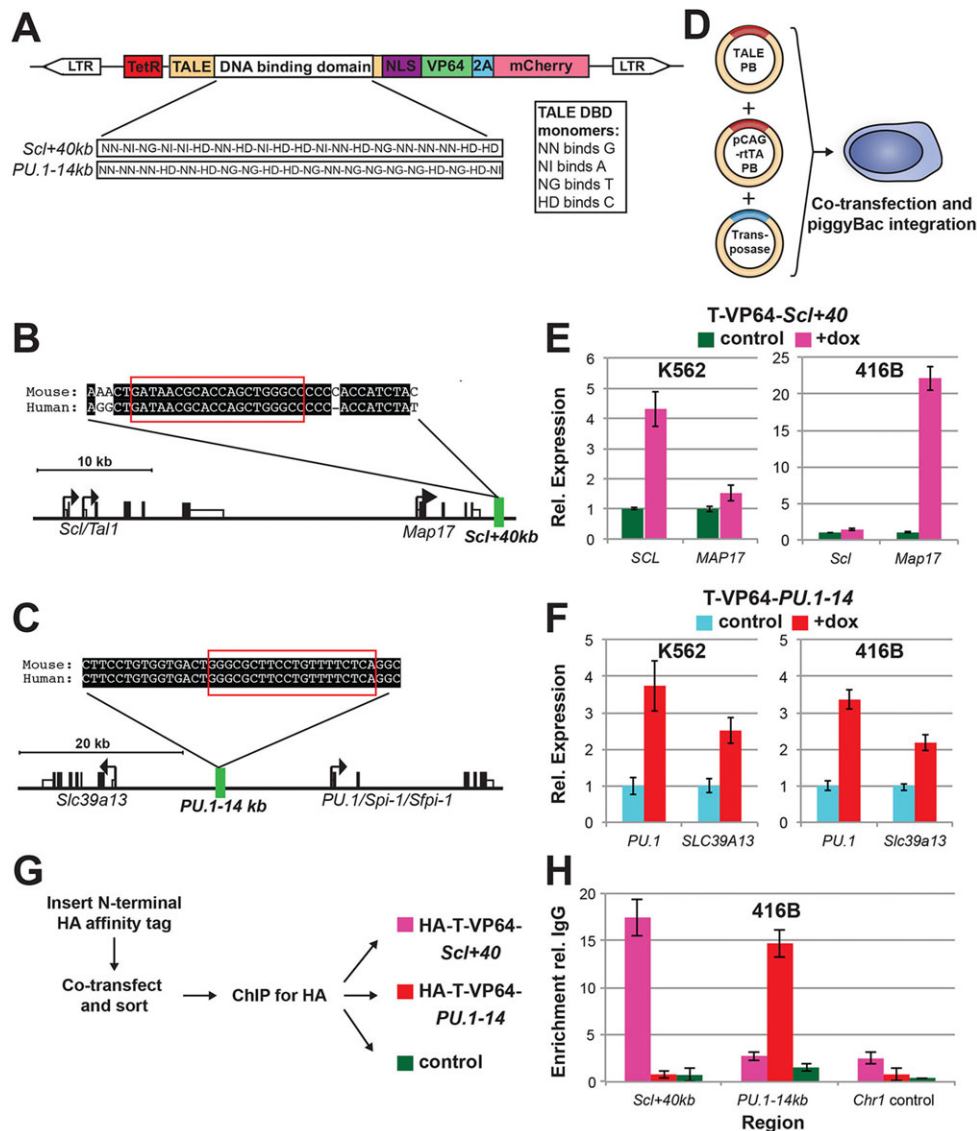 A
LTR TetR TALE DNA binding domain NLS VP64 2A mCherry LTR
Scl+40kb NN-NI-NG-NI-NI-HD-NN-HD-NI-HD-HD-NI-NN-HD-NG-NN-NN-NN-HD-HD
PU.1-14kb NN-NN-NN-HD-NN-HD-NG-NG-HD-HD-NG-NN-NG-NG-NG-NG-HD-NG-HD-NI
TALE DBD
monomers:
NN binds G
NI binds A
NG binds T
HD binds C
D
TALE
PB
+
pCAG
-rtTA
PB
+
Trans-
posase
Co-transfection and
piggyBac integration
B
Mouse: AAACTGATAACGCACCAGCTGGGCCCCCCACCATCTAC
Human: AGGCTGATAACGCACCAGCTGGGCCCCC-ACCATCTAT
10 kb
Scl/Tal1
Map17
Scl+40kb
C
Mouse: CTTCCTGTGGTGACTGGGCGCTTCCTGTTTTCTCAGGC
Human: CTTCCTGTGGTGACTGGGCGCTTCCTGTTTTCTCAGGC
20 kb
Slc39a13
PU.1-14 kb
PU.1/Spi-1/Sfpi-1
T-VP64-Scl+40
control +dox
E
K562
Rel. Expression
6
5
4
3
2
1
0
SCL MAP17
416B
25
20
15
10
5
0
Scl Map17
T-VP64-PU.1-14
control +dox
F
K562
Rel. Expression
5
4
3
2
1
0
PU.1 SLC39A13
416B
5
4
3
2
1
0
PU.1 Slc39a13
G
Insert N-terminal
HA affinity tag
Co-transfect
and sort
ChIP for HA
HA-T-VP64-
Scl+40
HA-T-VP64-
PU.1-14
control
H
416B
Enrichment rel. IgG
20
15
10
5
0
Scl+40kb PU.1-14kb Chr1 control
Region